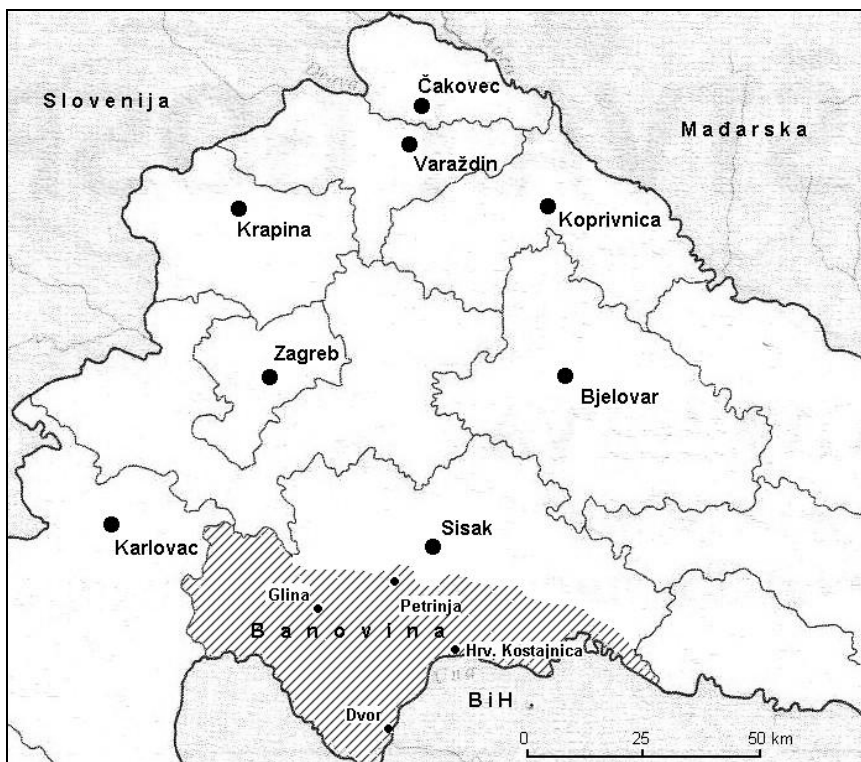 Čakovec
Slovenija
Mađarska
Varaždin
Krapina
Koprivnica
Zagreb
Bjelovar
Sisak
Karlovac
Glina
Petrinja
Banovina
Hrv. Kostajnica
BiH
Dvor
0 25 50 km